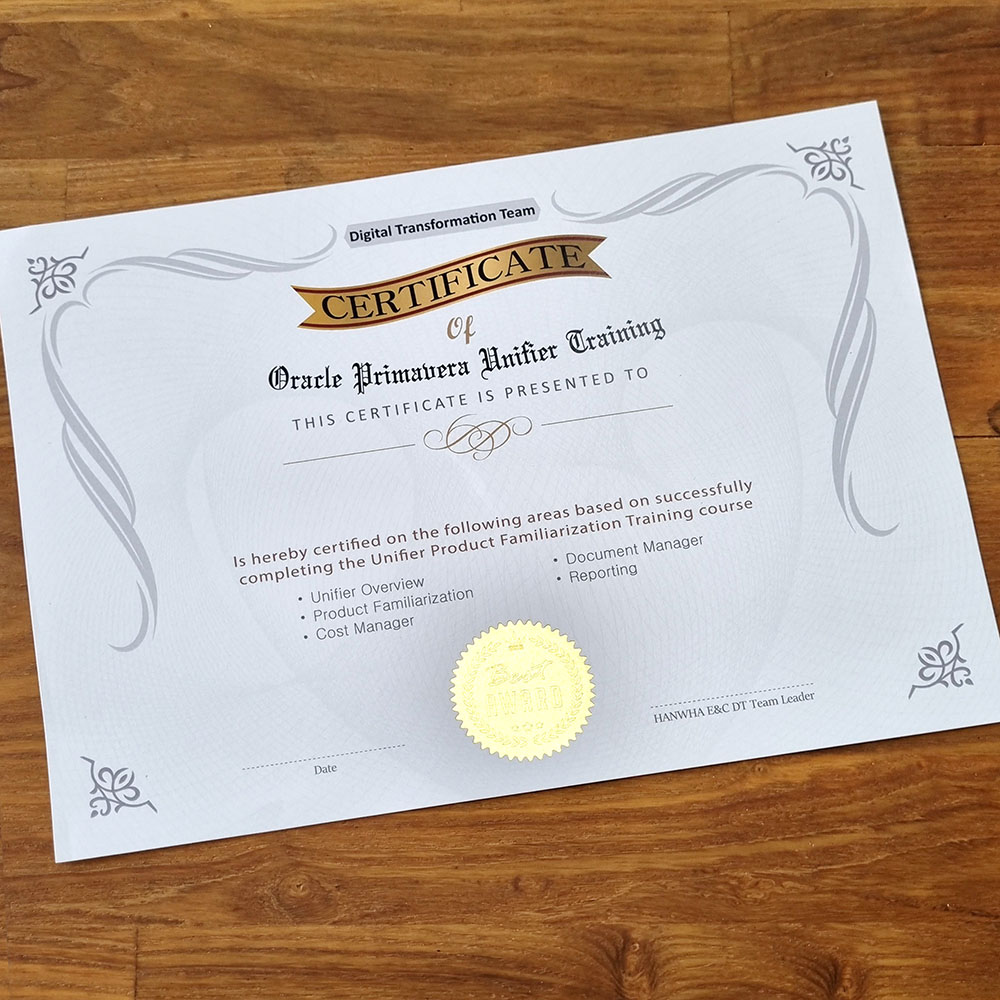 Digital Transformation Team
CERTIFICATE
Of
Oracle Primavera Unifier Training
THIS CERTIFICATE IS PRESENTED TO
Is hereby certified on the following areas based on successfully
completing the Unifier Product Familiarization Training course
• Unifier Overview
• Product Familiarization
• Cost Manager
• Document Manager
• Reporting
Best
AWARD
HANWHA E&C DT Team Leader
Date